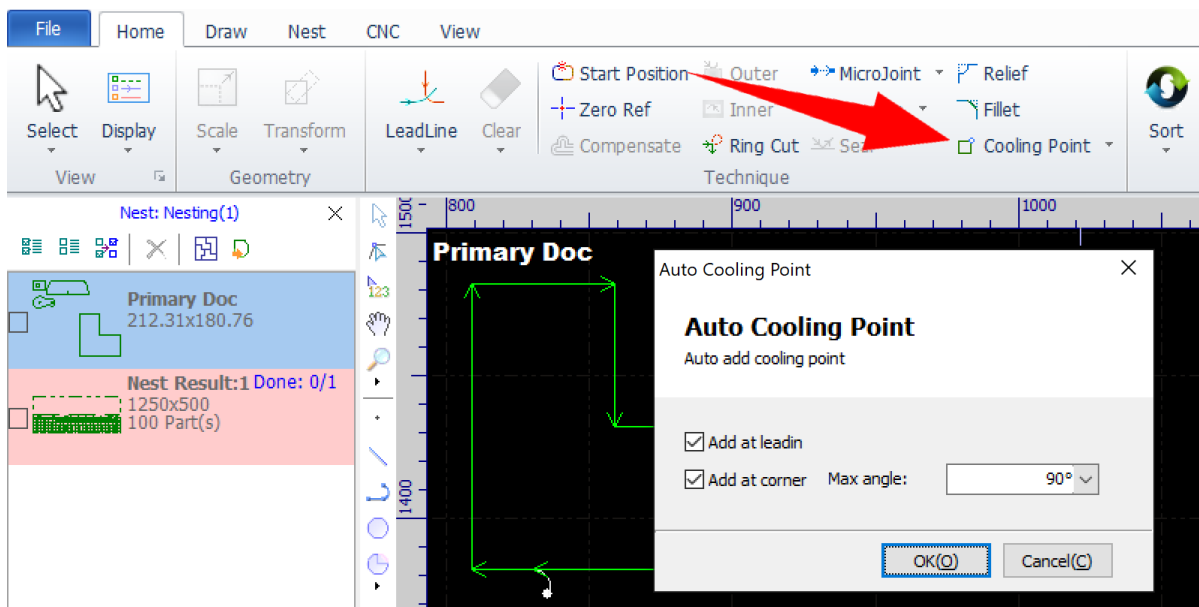 File Home Draw Nest CNC View
Start Position Outer MicroJoint Relief
Zero Ref Inner Fillet
Select Display Scale Transform LeadLine Clear Sort
Compensate Ring Cut Cooling Point
View Geometry Technique
Nest: Nesting(1)
1500 800 900 1000
Primary Doc
212.31x180.76
Nest Result:1 Done: 0/1
1250x500
100 Part(s)
123
1400
Primary Doc
Auto Cooling Point
Auto Cooling Point
Auto add cooling point
Add at leadin
Add at corner Max angle: 90°
OK(O) Cancel(C)